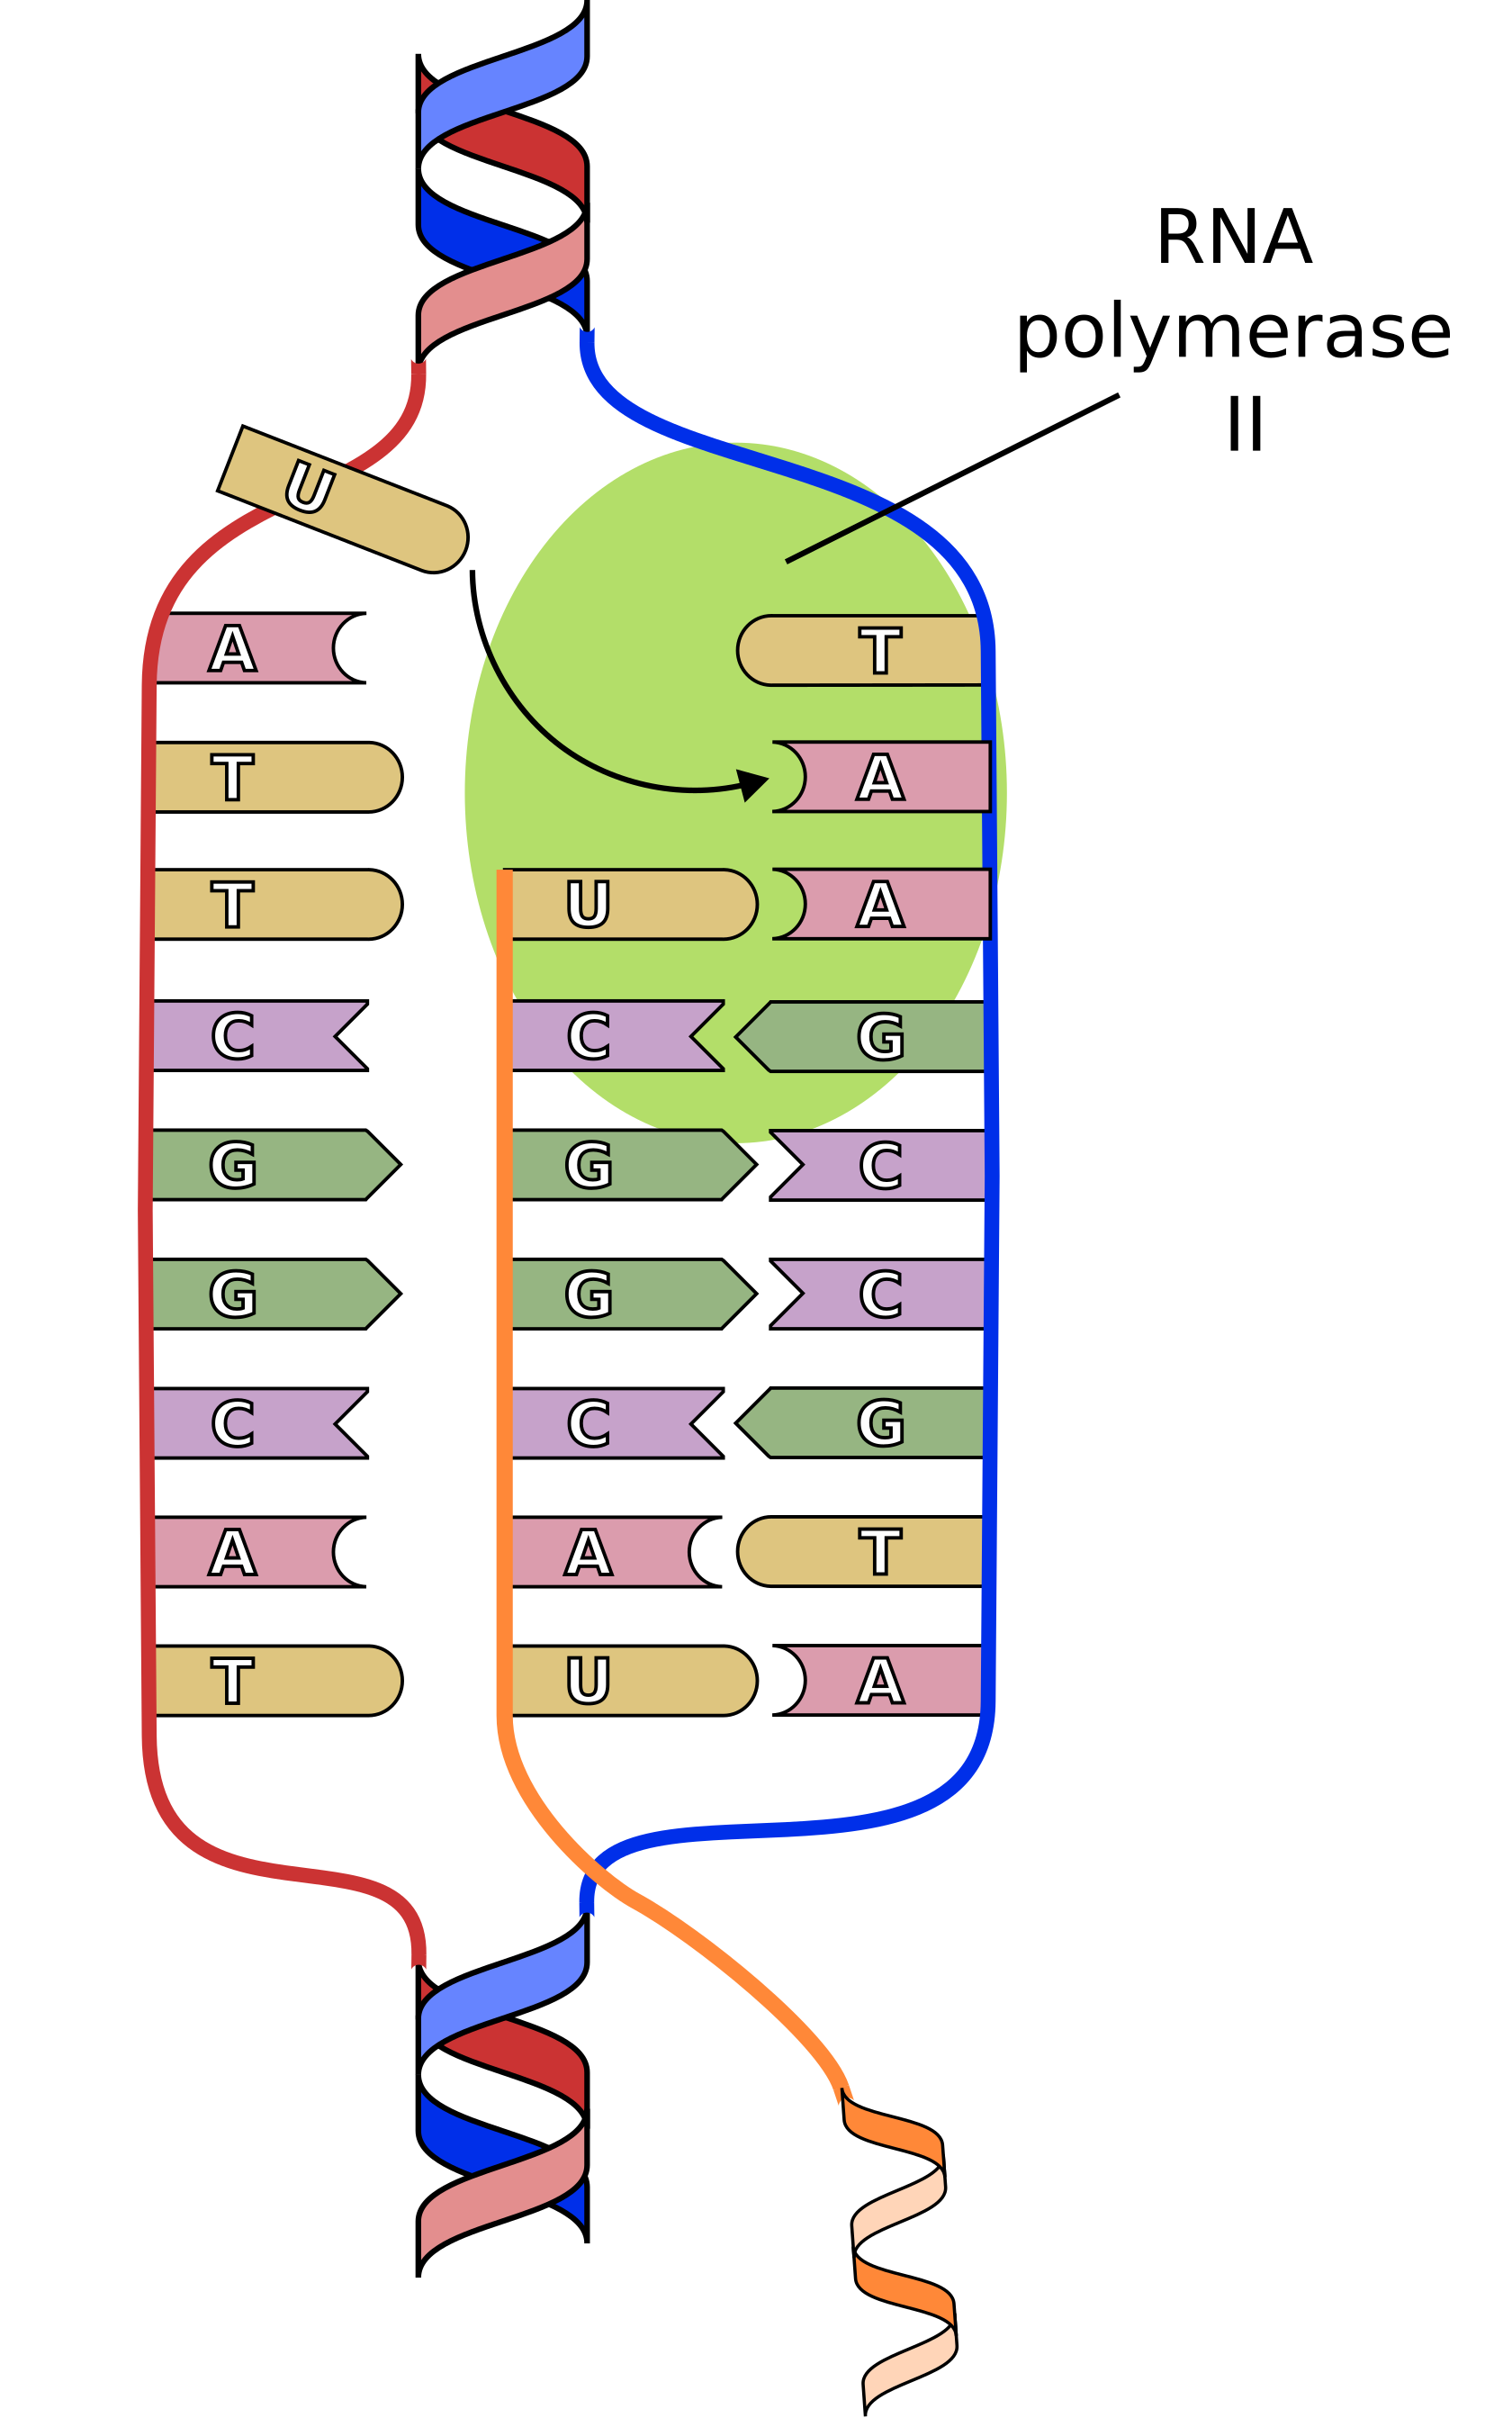 RNA
polymerase
II
U
A T
T A
T U A
C C G
G G C
G G C
C C G
A A T
T U A